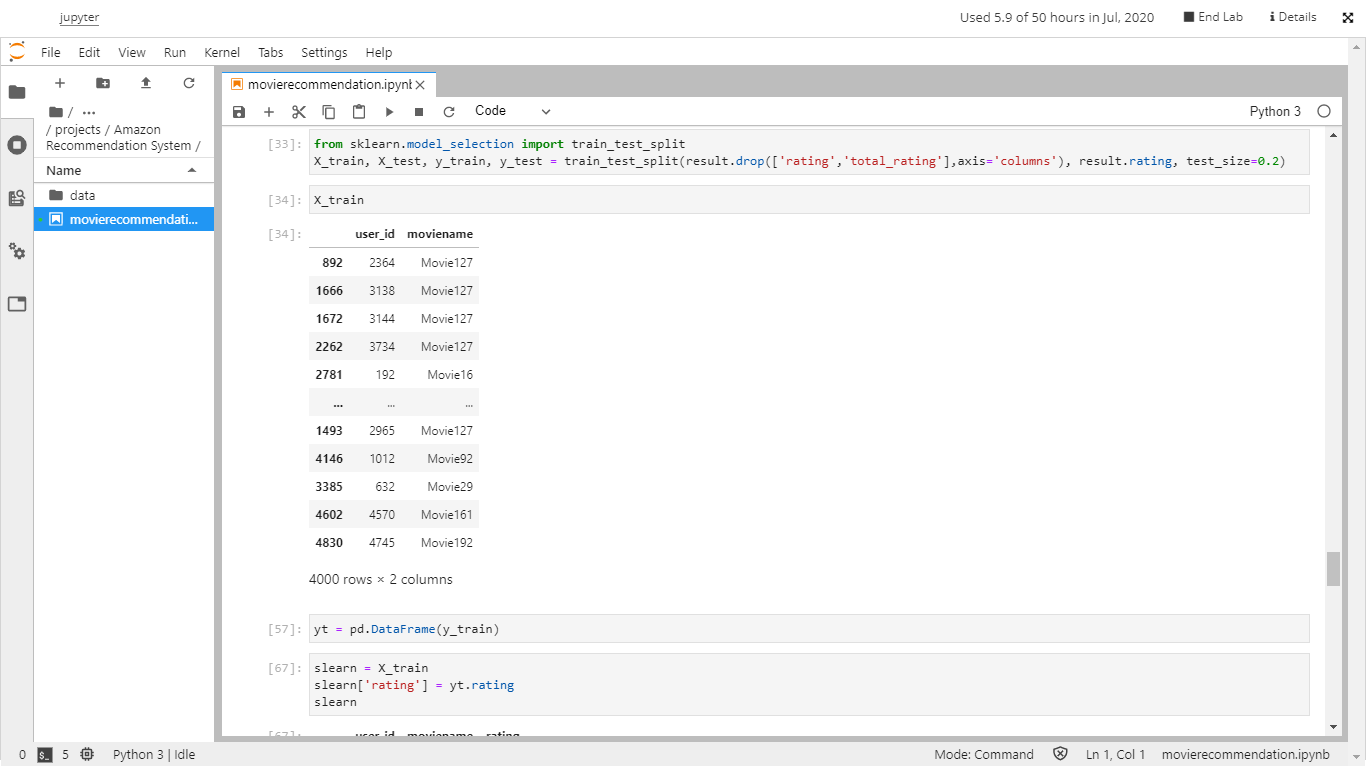 jupyter
Used 5.9 of 50 hours in Jul, 2020
End Lab
Details
File Edit View Run Kernel Tabs Settings Help
/ ...
/ projects / Amazon
Recommendation System /
Name
data
movierecommendati...
movierecommendation.ipynb
Code
Python 3
[33]: from sklearn.model_selection import train_test_split
X_train, X_test, y_train, y_test = train_test_split(result.drop(['rating','total_rating'],axis='columns'), result.rating, test_size=0.2)
[34]: X_train
[34]: user_id moviename
892 2364 Movie127
1666 3138 Movie127
1672 3144 Movie127
2262 3734 Movie127
2781 192 Movie16
... ... ...
1493 2965 Movie127
4146 1012 Movie92
3385 632 Movie29
4602 4570 Movie161
4830 4745 Movie192
4000 rows × 2 columns
[57]: yt = pd.DataFrame(y_train)
[67]: slearn = X_train
slearn['rating'] = yt.rating
slearn
[67]: user_id moviename rating
0 $_ 5 Python 3 | Idle
Mode: Command
Ln 1, Col 1
movierecommendation.ipynb